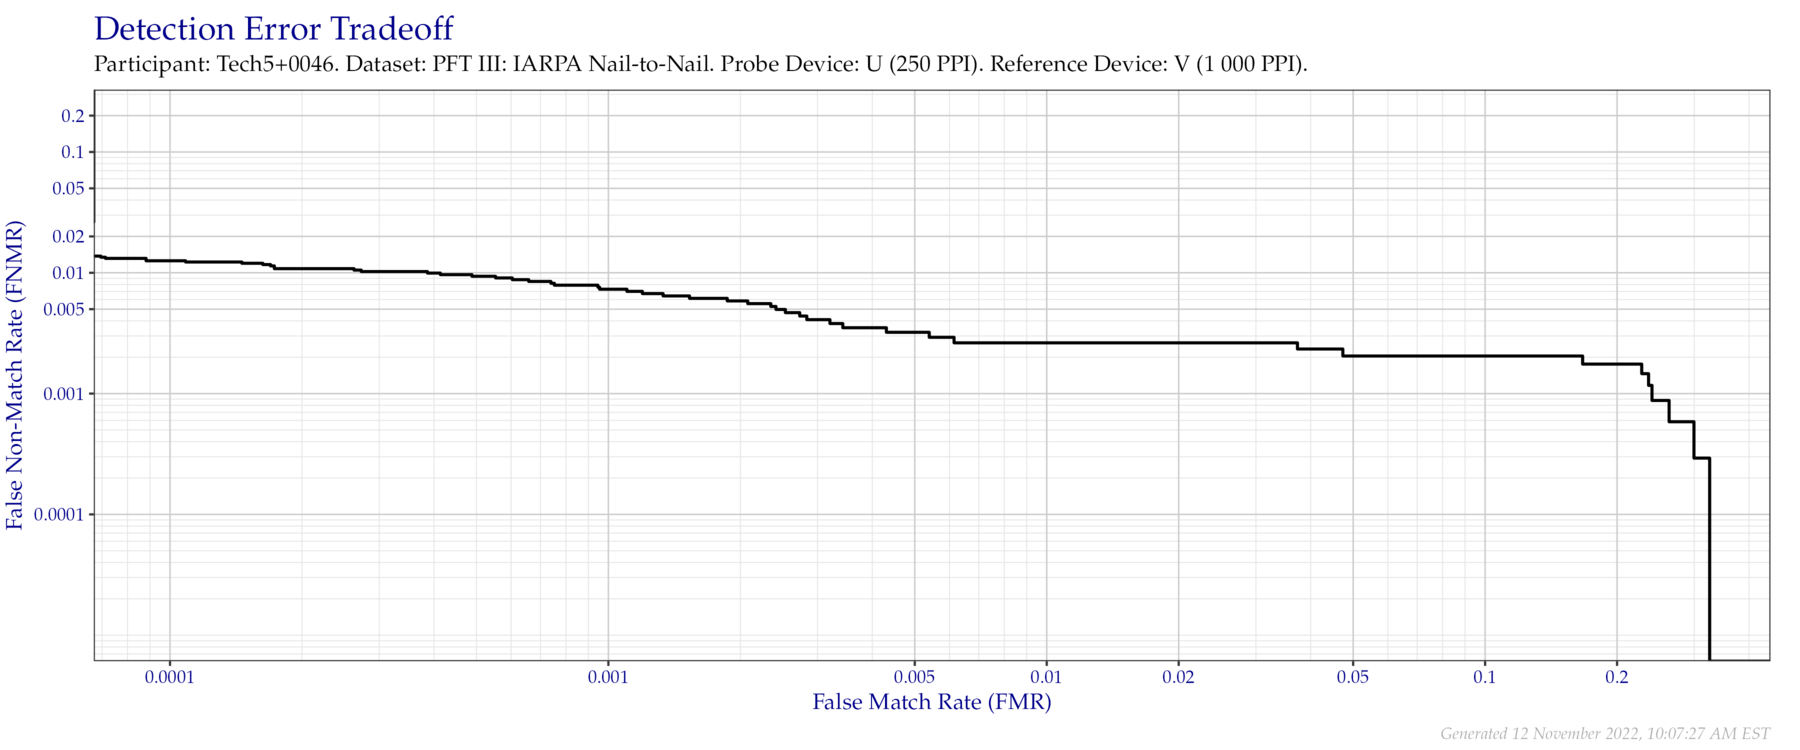 Detection Error Tradeoff
Participant: Tech5+0046. Dataset: PFT III: IARPA Nail-to-Nail. Probe Device: U (250 PPI). Reference Device: V (1 000 PPI).
False Non-Match Rate (FNMR)
0.2
0.1
0.05
0.02
0.01
0.005
0.001
0.0001
0.0001 0.001 0.005 0.01 0.02 0.05 0.1 0.2
False Match Rate (FMR)
Generated 12 November 2022, 10:07:27 AM EST